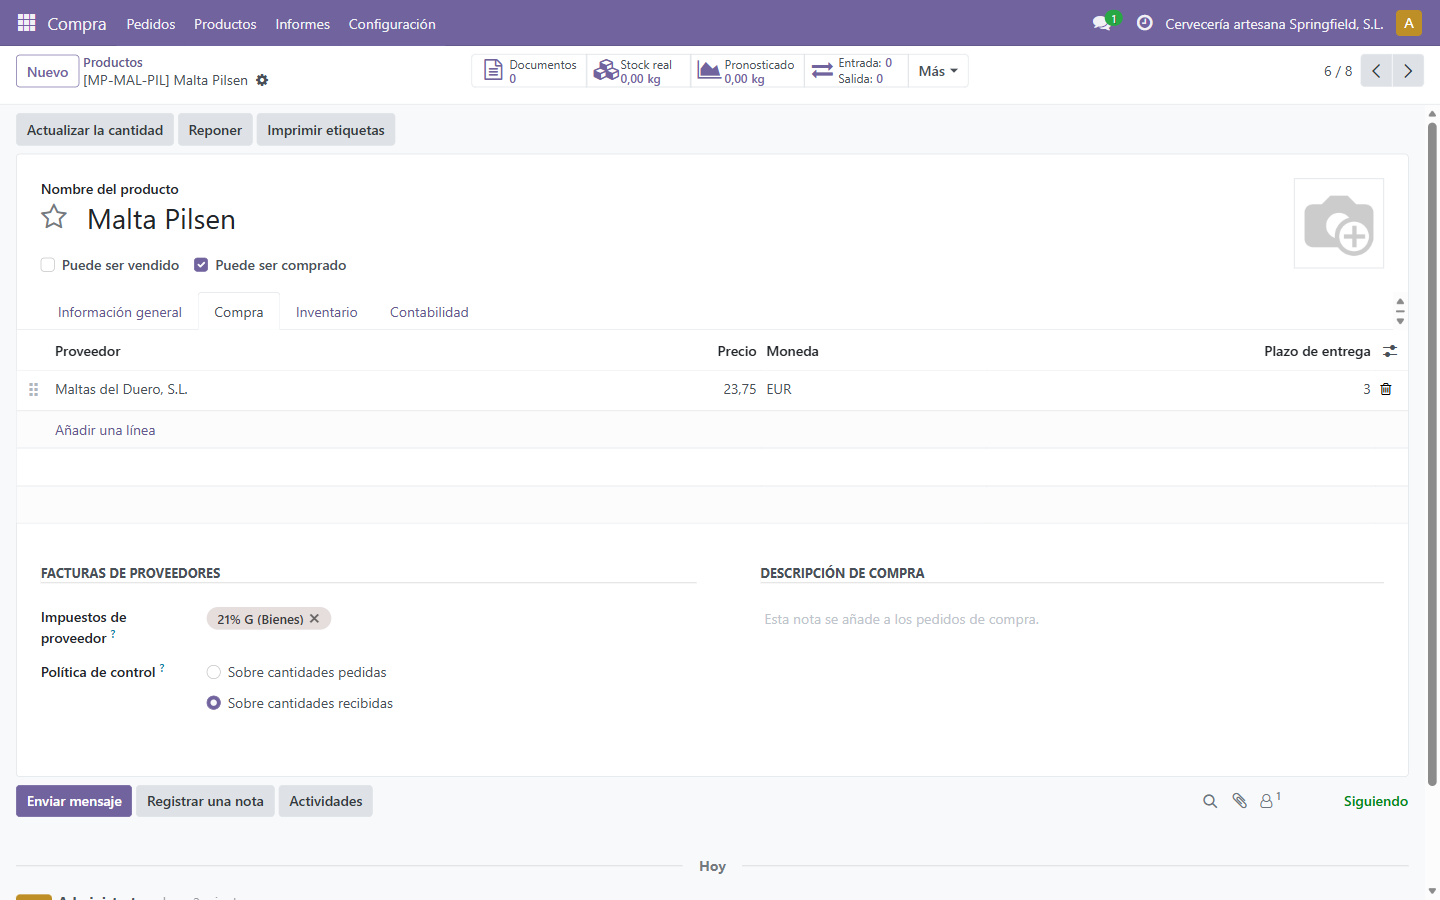 Compra
Pedidos
Productos
Informes
Configuración
1
Cervecería artesana Springfield, S.L.
A
Nuevo
Productos
[MP-MAL-PIL] Malta Pilsen
Documentos
0
Stock real
0,00 kg
Pronosticado
0,00 kg
Entrada: 0
Salida: 0
Más
6 / 8
Actualizar la cantidad
Reponer
Imprimir etiquetas
Nombre del producto
Malta Pilsen
Puede ser vendido
Puede ser comprado
Información general
Compra
Inventario
Contabilidad
Proveedor
Precio
Moneda
Plazo de entrega
Maltas del Duero, S.L.
23,75
EUR
3
Añadir una línea
FACTURAS DE PROVEEDORES
DESCRIPCIÓN DE COMPRA
Impuestos de
proveedor ?
21% G (Bienes)
Esta nota se añade a los pedidos de compra.
Política de control ?
Sobre cantidades pedidas
Sobre cantidades recibidas
Enviar mensaje
Registrar una nota
Actividades
1
Siguiendo
Hoy